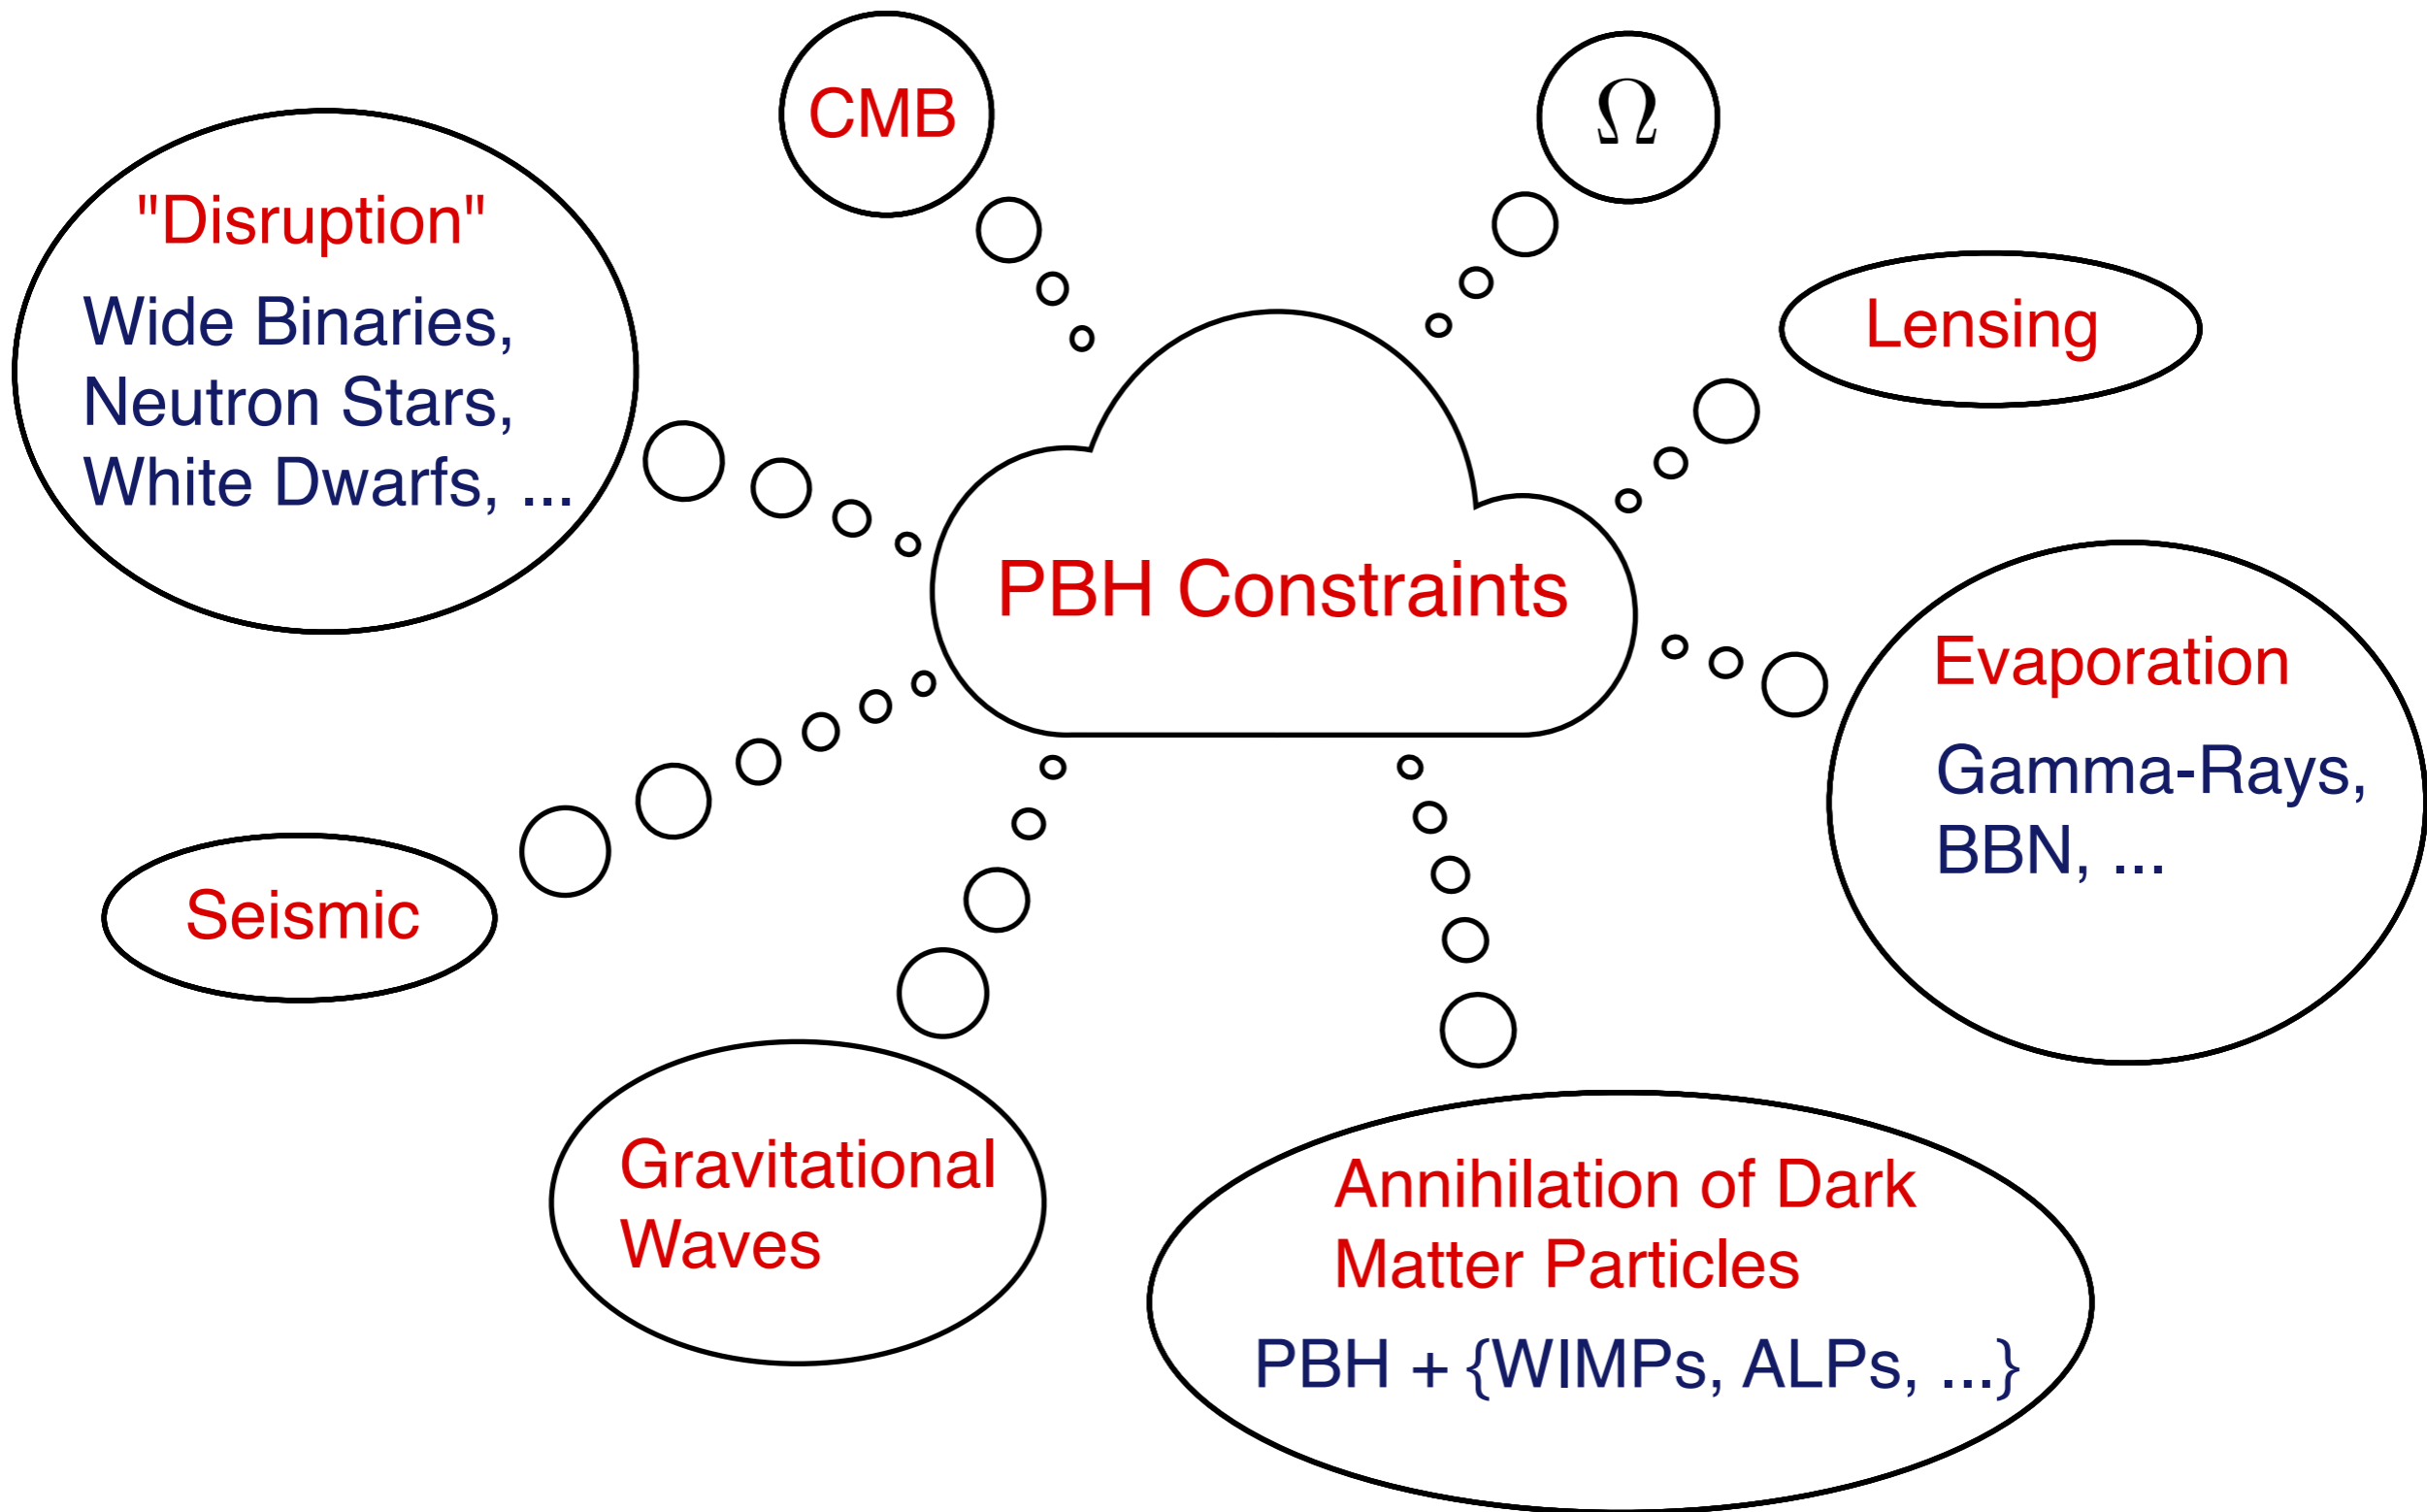 CMB
Ω
"Disruption"
Wide Binaries,
Neutron Stars,
White Dwarfs, ...
Lensing
PBH Constraints
Evaporation
Gamma-Rays,
BBN, ...
Seismic
Gravitational
Waves
Annihilation of Dark
Matter Particles
PBH + {WIMPs, ALPs, ...}